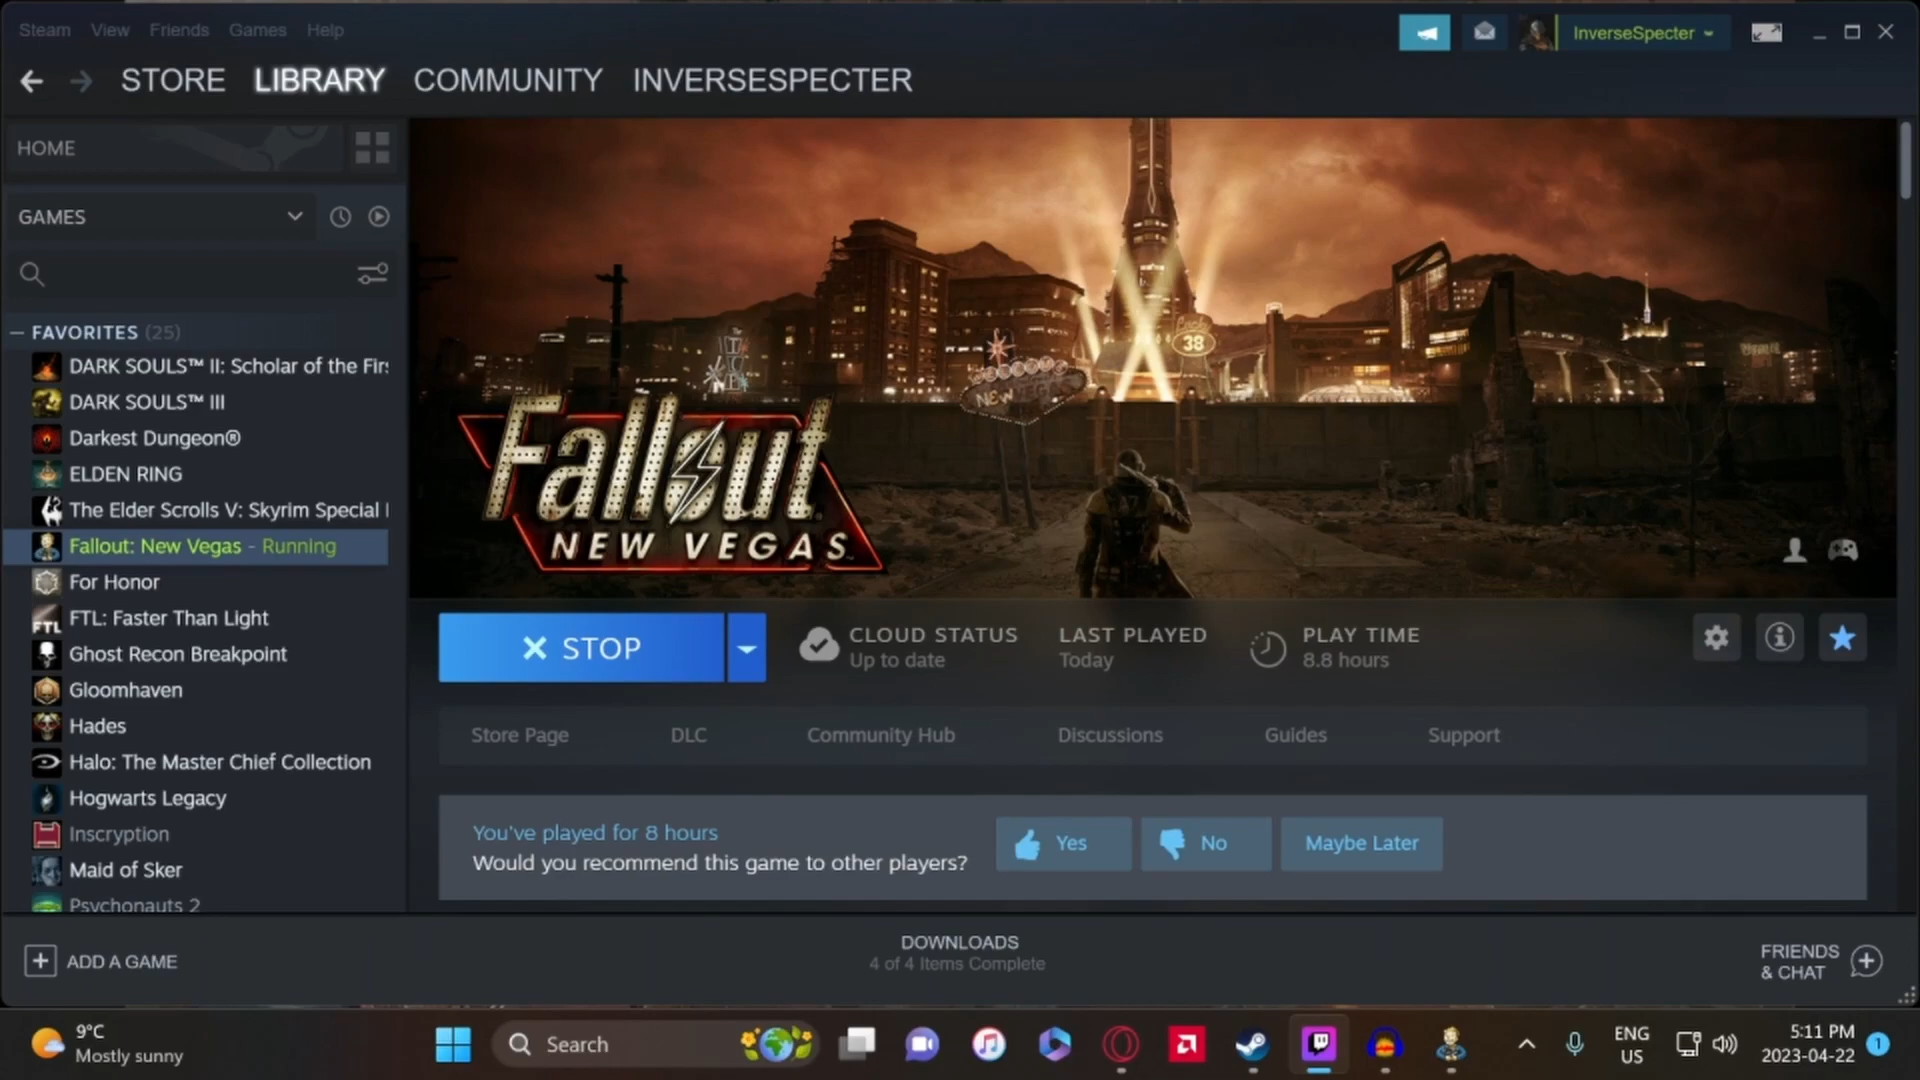 Steam View Friends Games Help
InverseSpecter
STORE LIBRARY COMMUNITY INVERSESPECTER
HOME
GAMES
FAVORITES (25)
DARK SOULS™ II: Scholar of the Firs
DARK SOULS™ III
Darkest Dungeon®
ELDEN RING
The Elder Scrolls V: Skyrim Special
Fallout: New Vegas - Running
For Honor
FTL: Faster Than Light
Ghost Recon Breakpoint
Gloomhaven
Hades
Halo: The Master Chief Collection
Hogwarts Legacy
Inscryption
Maid of Sker
Psychonauts 2
ADD A GAME
Lucky
38
NEW
Fallout
NEW VEGAS
STOP
CLOUD STATUS
Up to date
LAST PLAYED
Today
PLAY TIME
8.8 hours
Store Page DLC Community Hub Discussions Guides Support
You've played for 8 hours
Would you recommend this game to other players?
Yes No Maybe Later
DOWNLOADS
4 of 4 Items Complete
FRIENDS
& CHAT
9°C
Mostly sunny
Search
ENG
US
5:11 PM
2023-04-22
1